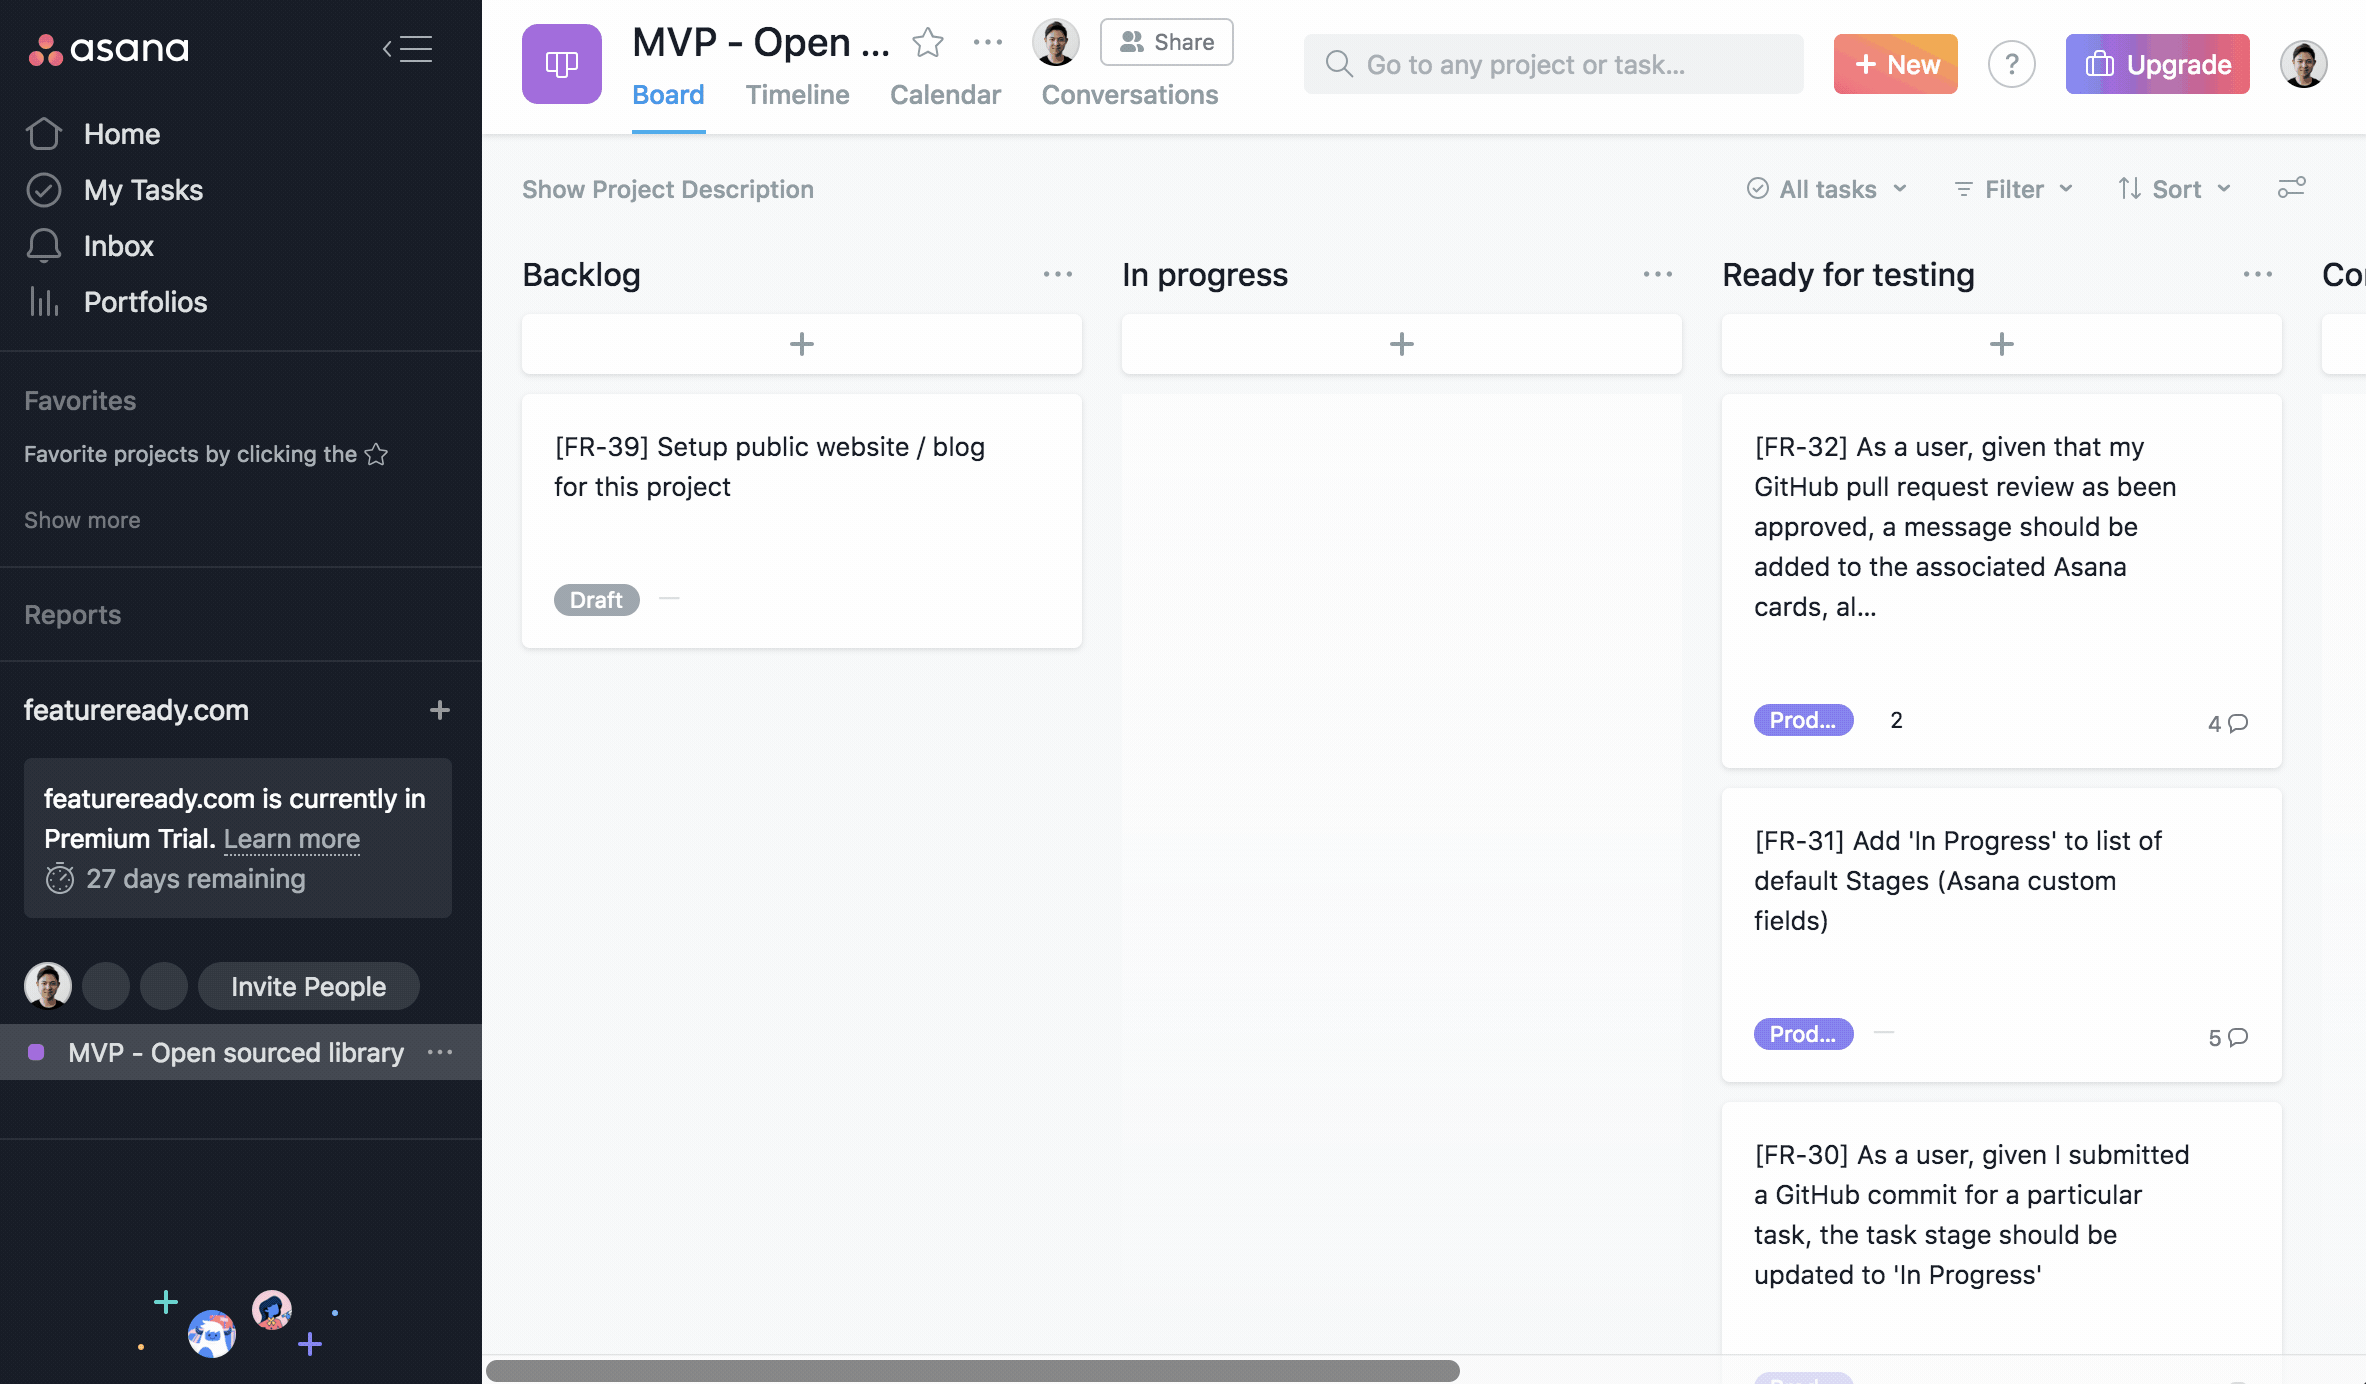 asana
Home
My Tasks
Inbox
Portfolios
Favorites
Favorite projects by clicking the
Show more
Reports
featureready.com
featureready.com is currently in
Premium Trial. Learn more
27 days remaining
Invite People
MVP - Open sourced library
MVP - Open ...
Share
Board
Timeline
Calendar
Conversations
Go to any project or task...
+ New
?
Upgrade
Show Project Description
All tasks
Filter
Sort
Backlog
[FR-39] Setup public website / blog
for this project
Draft
In progress
Ready for testing
[FR-32] As a user, given that my
GitHub pull request review as been
approved, a message should be
added to the associated Asana
cards, al...
Prod...
2
4
[FR-31] Add 'In Progress' to list of
default Stages (Asana custom
fields)
Prod...
5
[FR-30] As a user, given I submitted
a GitHub commit for a particular
task, the task stage should be
updated to 'In Progress'